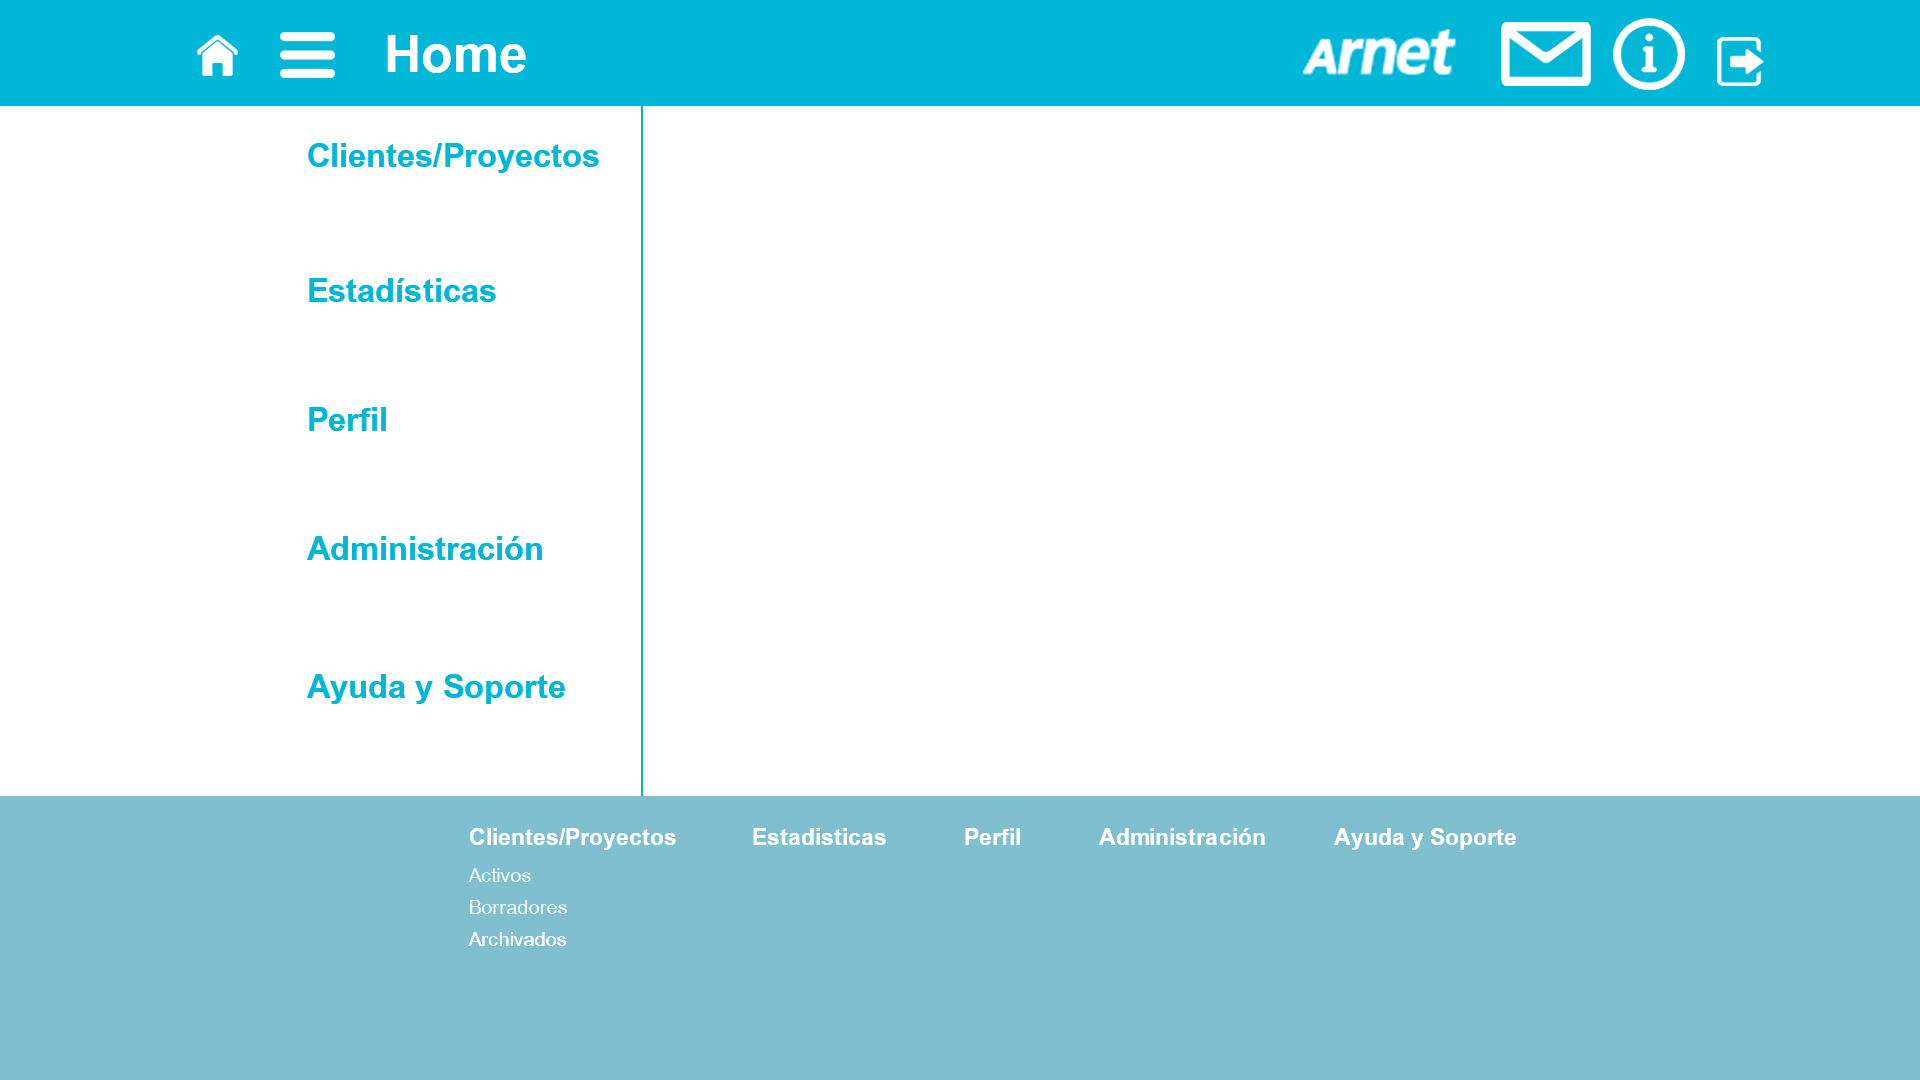 Home
Arnet
Clientes/Proyectos
Estadísticas
Perfil
Administración
Ayuda y Soporte
Clientes/Proyectos Estadisticas Perfil Administración Ayuda y Soporte
Activos
Borradores
Archivados